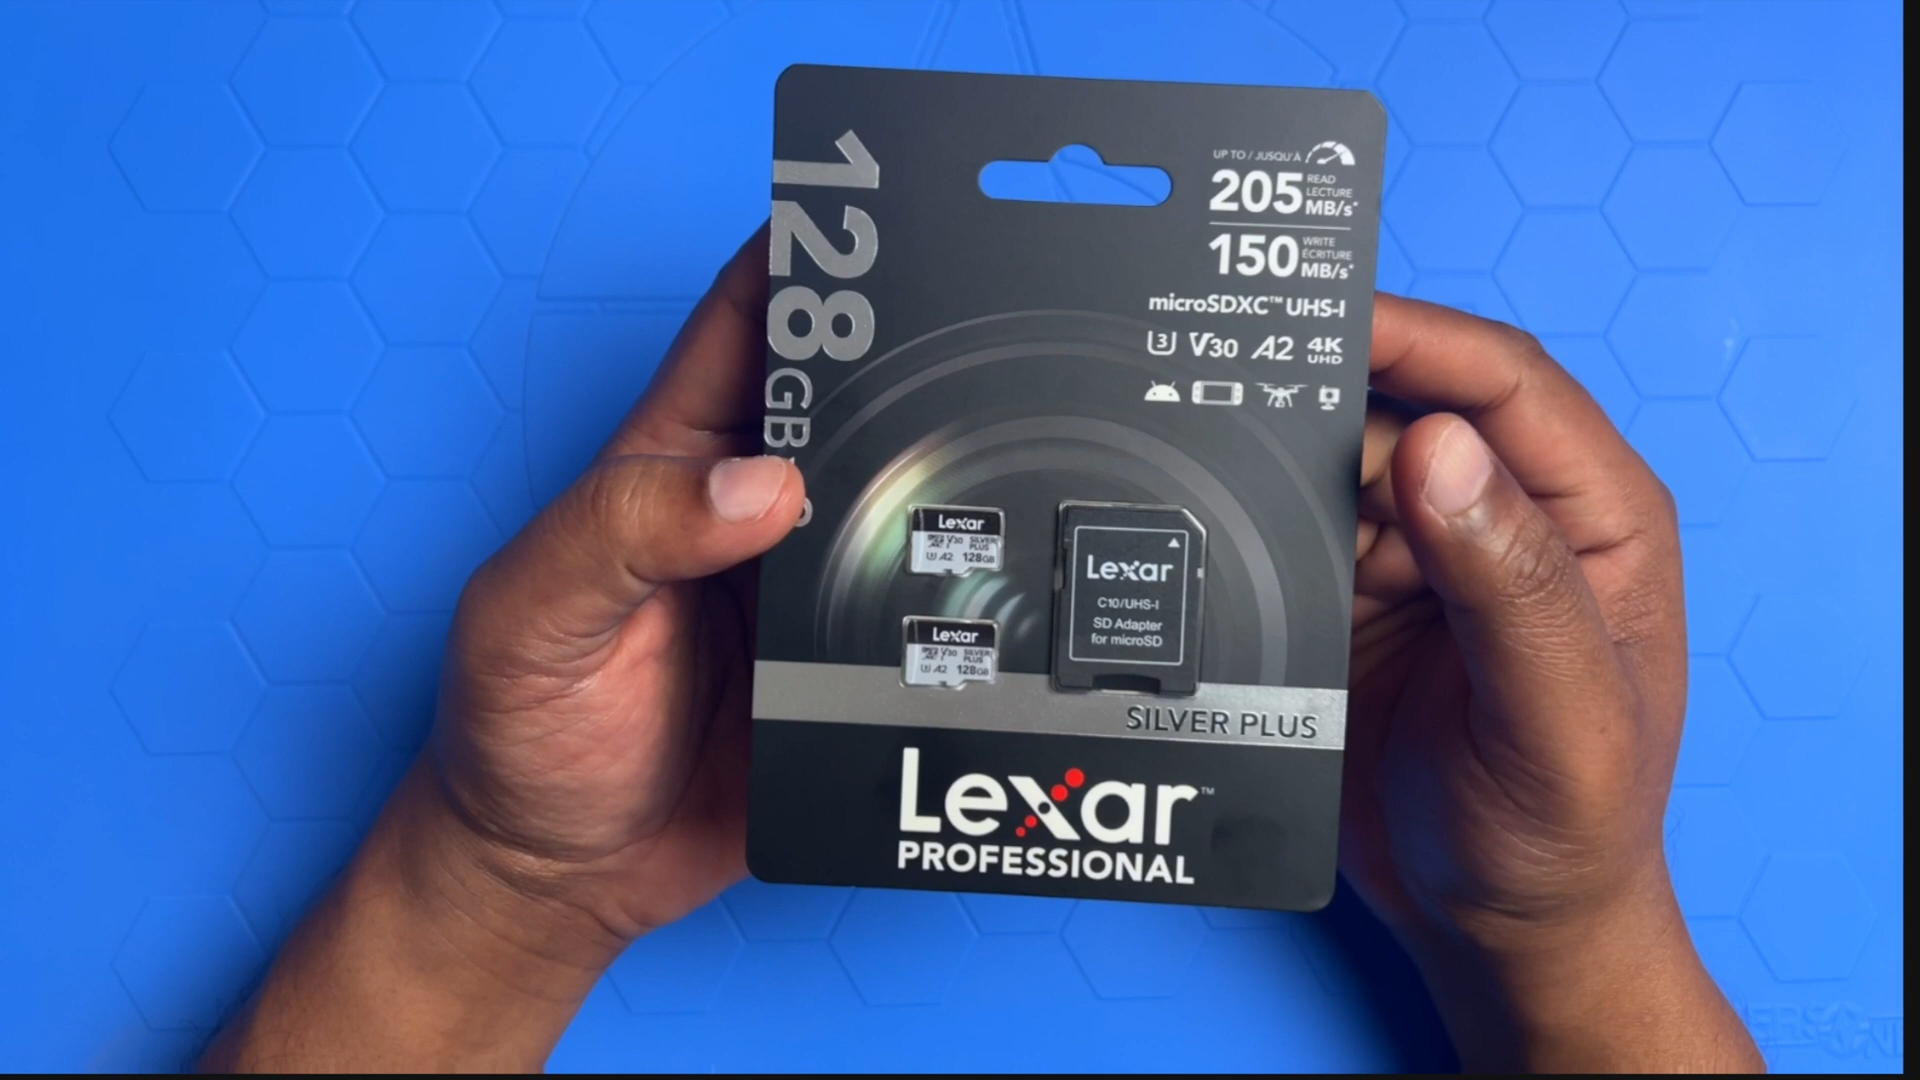 128GB
UP TO / JUSQU'À
205 READ
LECTURE
MB/s*
150 WRITE
ÉCRITURE
MB/s*
microSDXC™ UHS-I
3 V30 A2 4K
UHD
Lexar
V30 SILVER
PLUS
A2 128GB
Lexar
V30 SILVER
PLUS
A2 128GB
Lexar
C10/UHS-I
SD Adapter
for microSD
SILVER PLUS
Lexar™
PROFESSIONAL